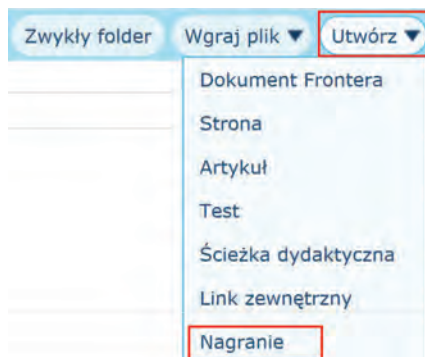 Zwykły folder Wgraj plik ▼ Utwórz ▼
Dokument Frontera
Strona
Artykuł
Test
Ścieżka dydaktyczna
Link zewnętrzny
Nagranie